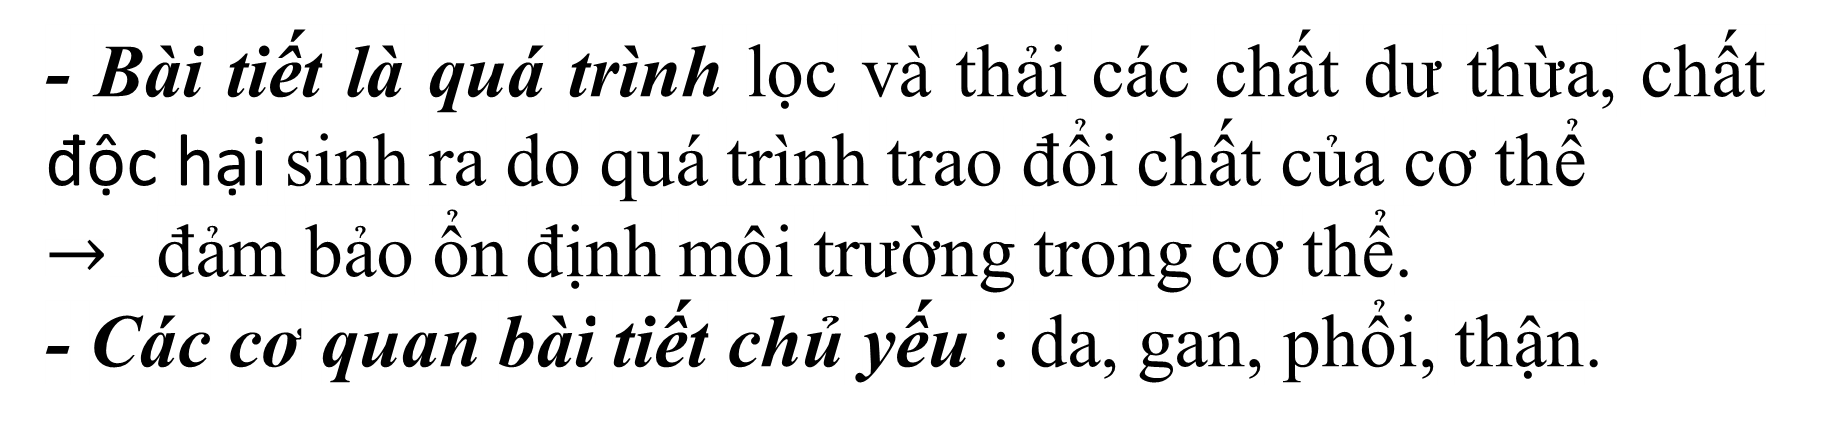 - Bài tiết là quá trình lọc và thải các chất dư thừa, chất
độc hại sinh ra do quá trình trao đổi chất của cơ thể
→ đảm bảo ổn định môi trường trong cơ thể.
- Các cơ quan bài tiết chủ yếu : da, gan, phổi, thận.